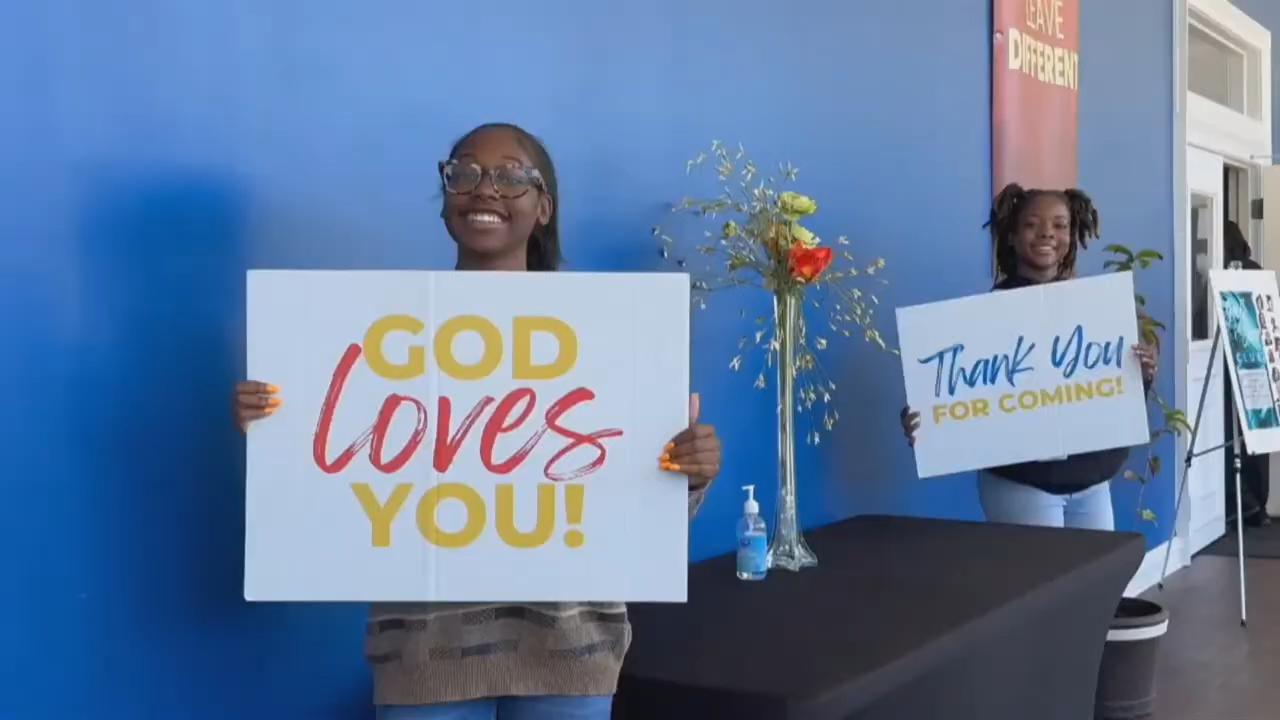 GOD
loves
YOU!
LEAVE
DIFFERENT
Thank You
FOR COMING!